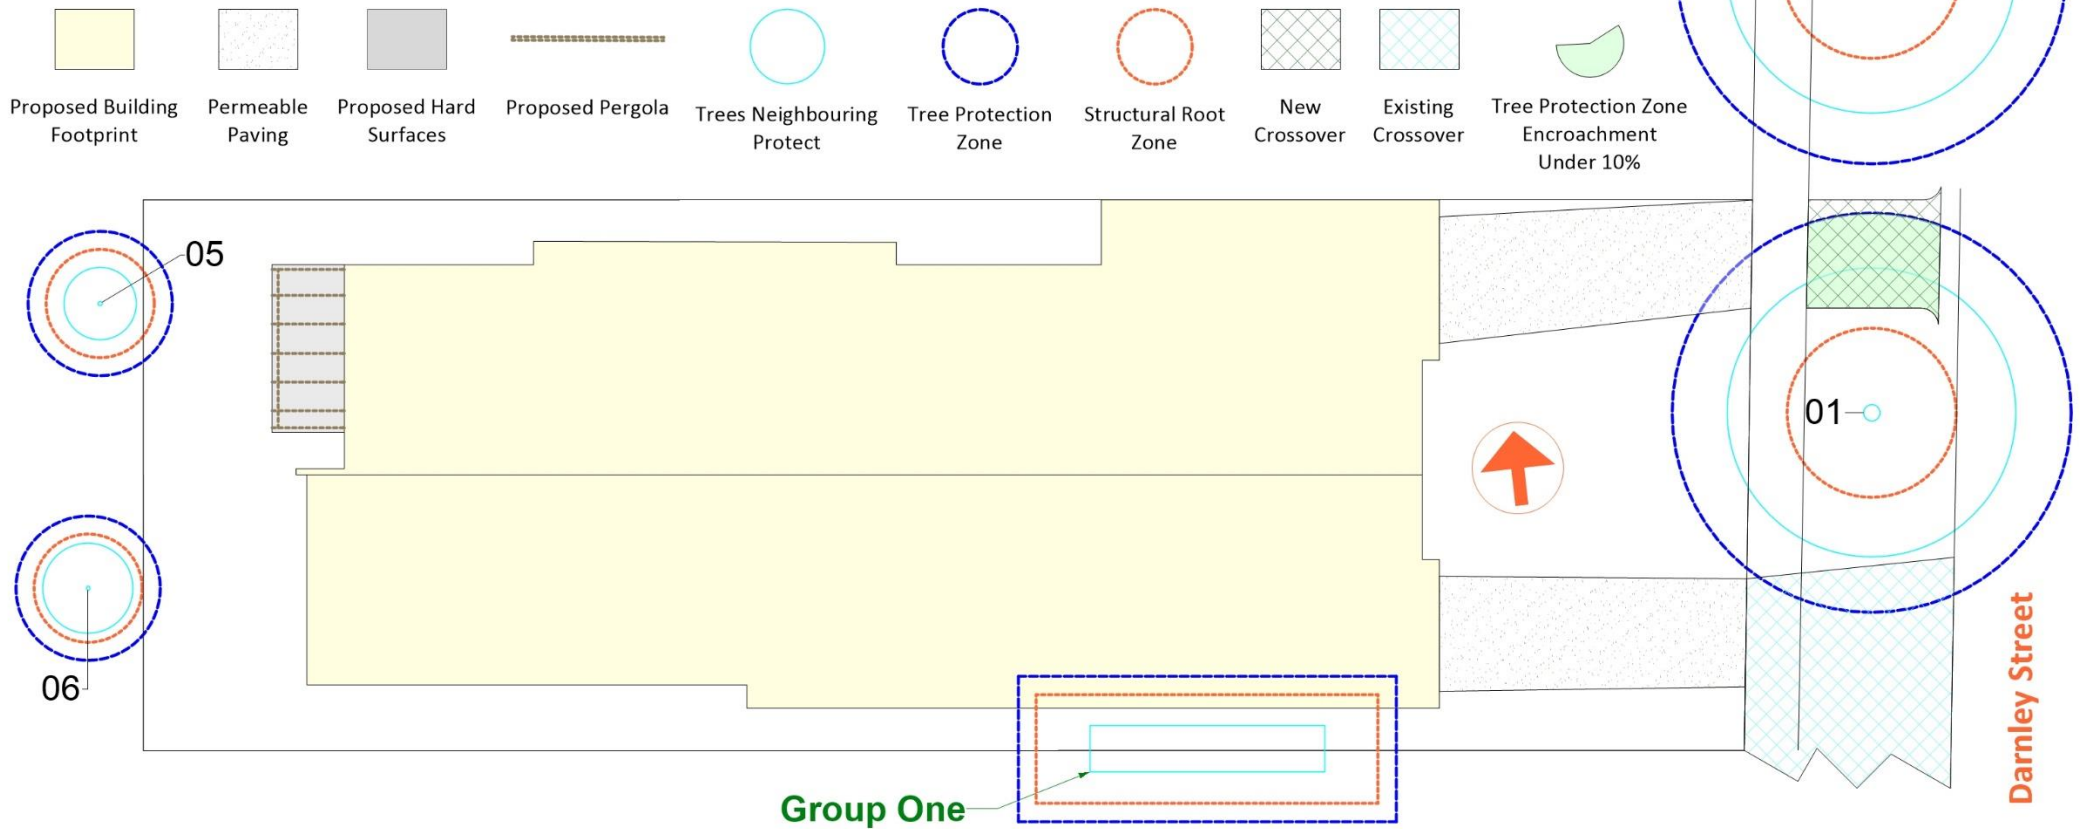 Proposed Building
Footprint
Permeable
Paving
Proposed Hard
Surfaces
Proposed Pergola
Trees Neighbouring
Protect
Tree Protection
Zone
Structural Root
Zone
New
Crossover
Existing
Crossover
Tree Protection Zone
Encroachment
Under 10%
05
01
06
Group One
Darnley Street